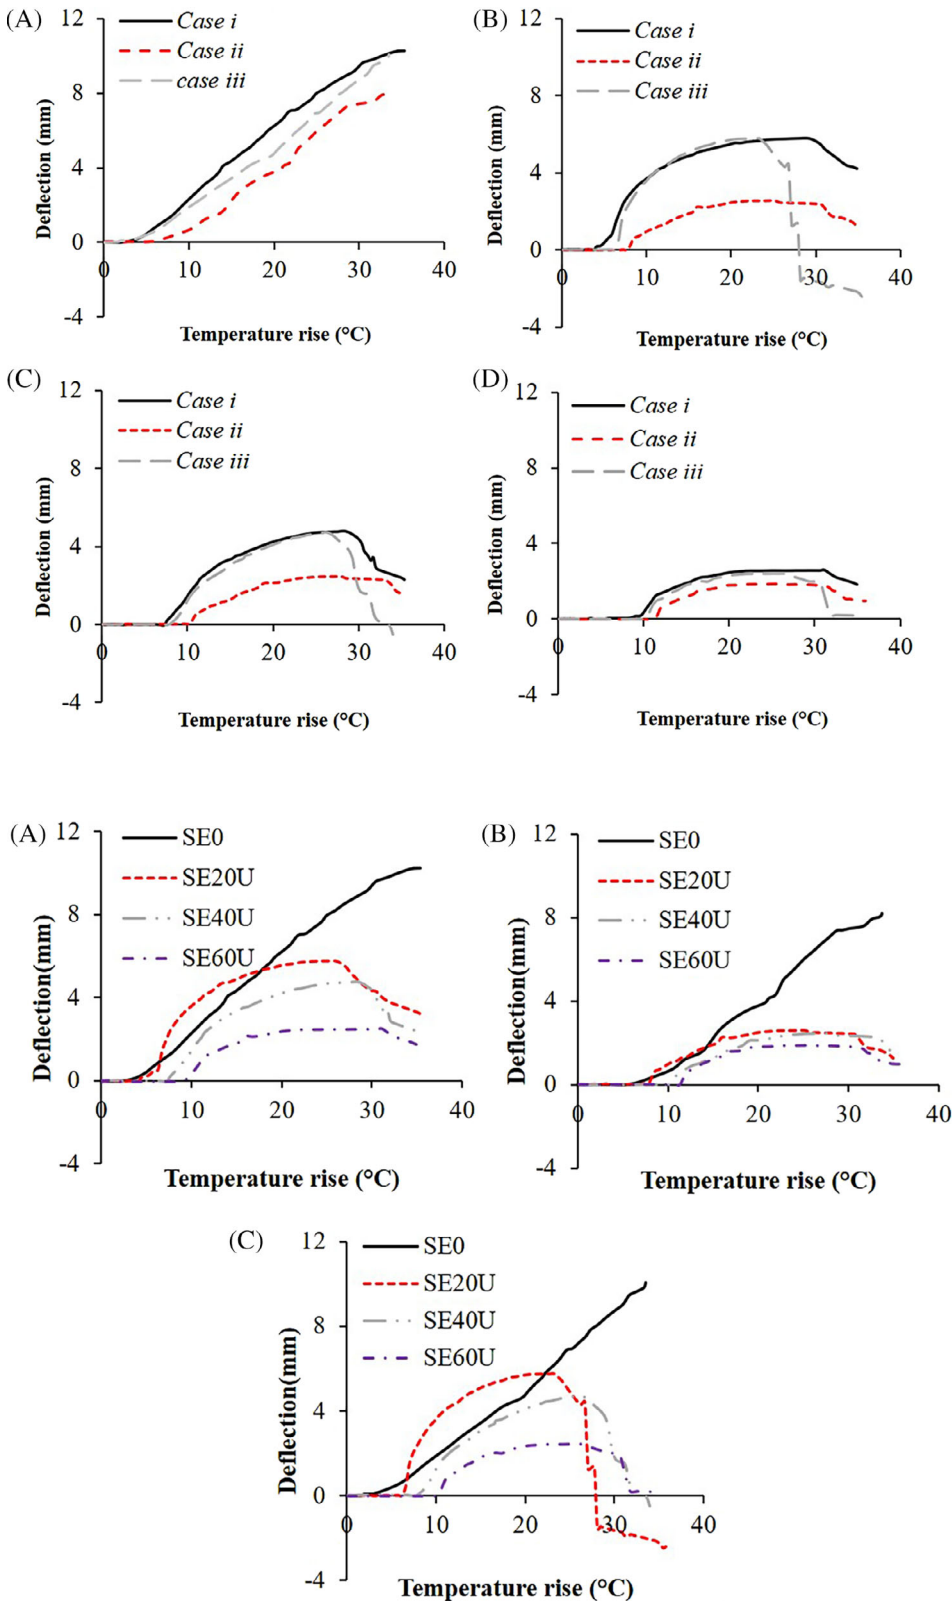 (A)
12
8
4
0
-4
Deflection (mm)
Case i
Case ii
case iii
0 10 20 30 40
Temperature rise (°C)
(B)
12
8
4
0
-4
Deflection (mm)
Case i
Case ii
Case iii
0 10 20 30 40
Temperature rise (°C)
(C)
12
8
4
0
-4
Deflection (mm)
Case i
Case ii
Case iii
0 10 20 30 40
Temperature rise (°C)
(D)
12
8
4
0
-4
Deflection (mm)
Case i
Case ii
Case iii
0 10 20 30 40
Temperature rise (°C)
(A)
12
8
4
0
-4
Deflection(mm)
SE0
SE20U
SE40U
SE60U
0 10 20 30 40
Temperature rise (°C)
(B)
12
8
4
0
-4
Deflection(mm)
SE0
SE20U
SE40U
SE60U
0 10 20 30 40
Temperature rise (°C)
(C)
12
8
4
0
-4
Deflection(mm)
SE0
SE20U
SE40U
SE60U
0 10 20 30 40
Temperature rise (°C)